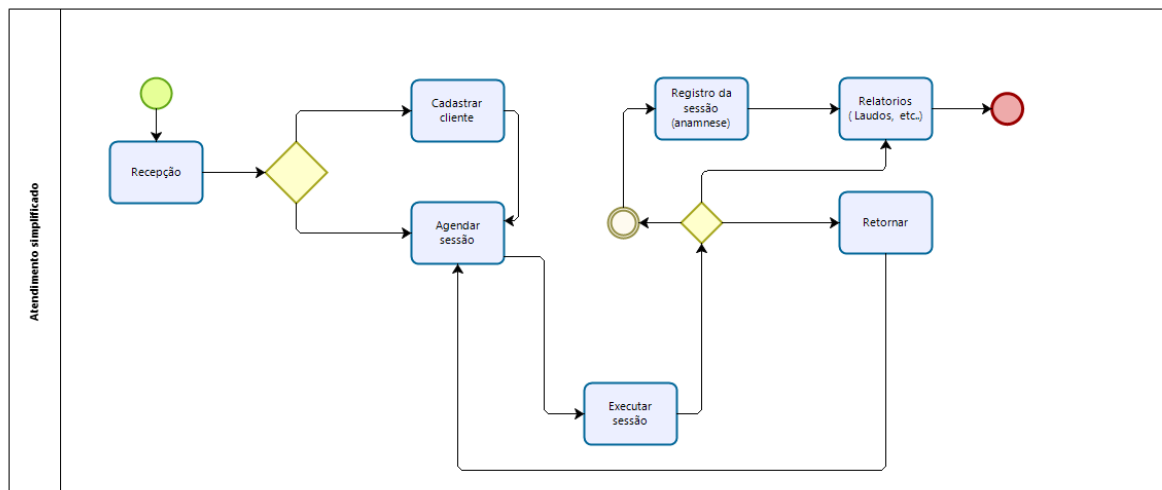 Atendimento simplificado
Recepção
Cadastrar
cliente
Agendar
sessão
Executar
sessão
Registro da
sessão
(anamnese)
Relatorios
( Laudos, etc..)
Retornar